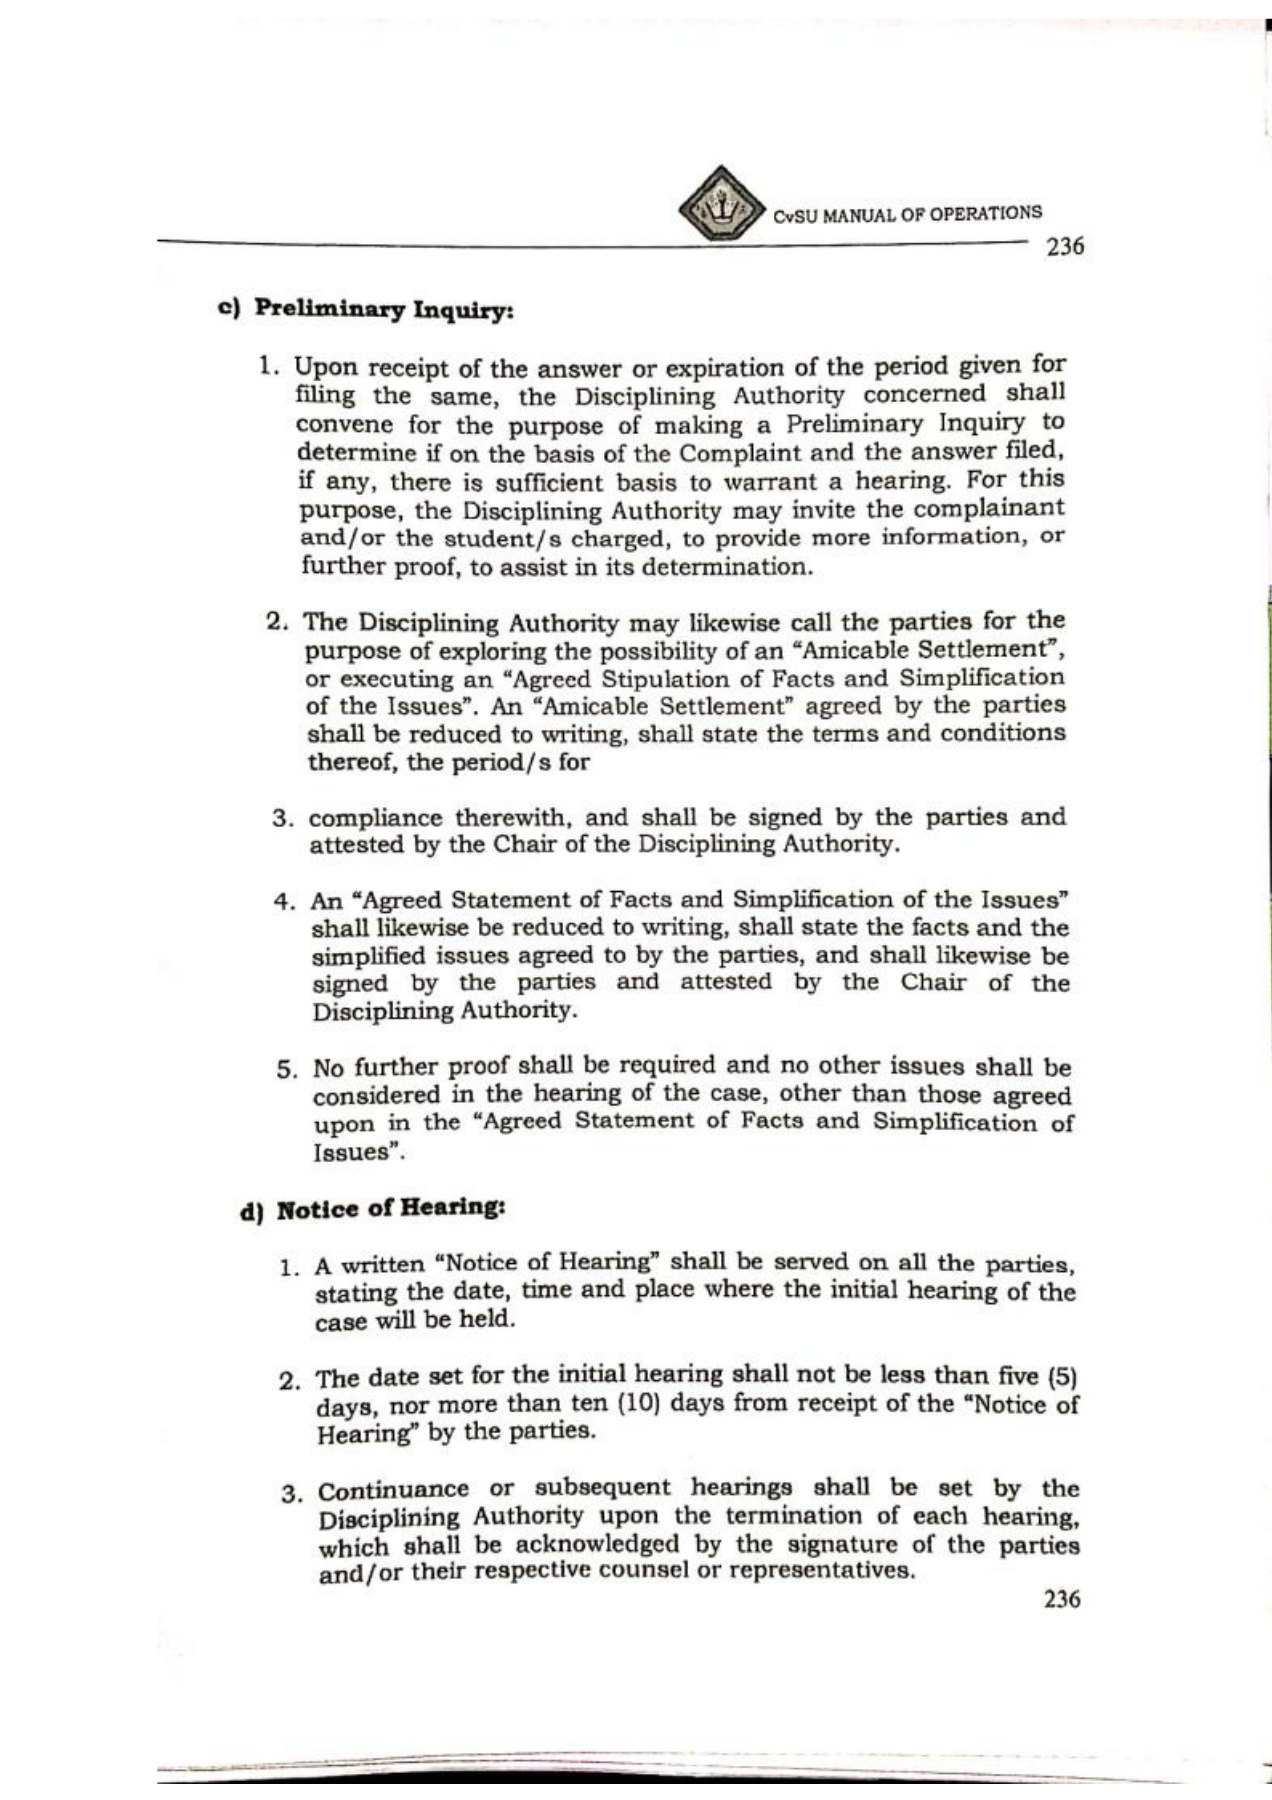 CvSU MANUAL OF OPERATIONS
236
c) Preliminary Inquiry:
1. Upon receipt of the answer or expiration of the period given for
filing the same, the Disciplining Authority concerned shall
convene for the purpose of making a Preliminary Inquiry to
determine if on the basis of the Complaint and the answer filed,
if any, there is sufficient basis to warrant a hearing. For this
purpose, the Disciplining Authority may invite the complainant
and/or the student/s charged, to provide more information, or
further proof, to assist in its determination.
2. The Disciplining Authority may likewise call the parties for the
purpose of exploring the possibility of an “Amicable Settlement”,
or executing an “Agreed Stipulation of Facts and Simplification
of the Issues”. An “Amicable Settlement” agreed by the parties
shall be reduced to writing, shall state the terms and conditions
thereof, the period/s for
3. compliance therewith, and shall be signed by the parties and
attested by the Chair of the Disciplining Authority.
4. An “Agreed Statement of Facts and Simplification of the Issues”
shall likewise be reduced to writing, shall state the facts and the
simplified issues agreed to by the parties, and shall likewise be
signed by the parties and attested by the Chair of the
Disciplining Authority.
5. No further proof shall be required and no other issues shall be
considered in the hearing of the case, other than those agreed
upon in the “Agreed Statement of Facts and Simplification of
Issues”.
d) Notice of Hearing:
1. A written “Notice of Hearing” shall be served on all the parties,
stating the date, time and place where the initial hearing of the
case will be held.
2. The date set for the initial hearing shall not be less than five (5)
days, nor more than ten (10) days from receipt of the “Notice of
Hearing” by the parties.
3. Continuance or subsequent hearings shall be set by the
Disciplining Authority upon the termination of each hearing,
which shall be acknowledged by the signature of the parties
and/or their respective counsel or representatives.
236